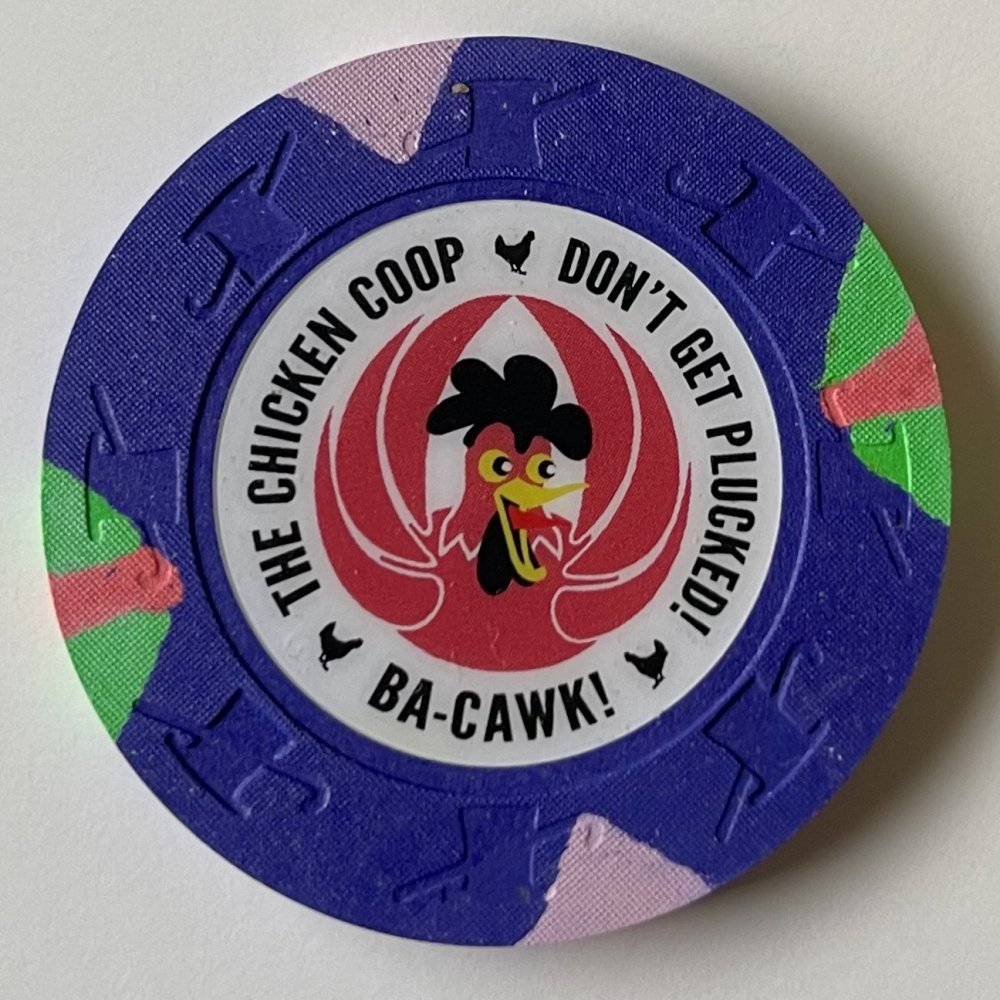 THE CHICKEN COOP
DON'T GET PLUCKED!
BA-CAWK!